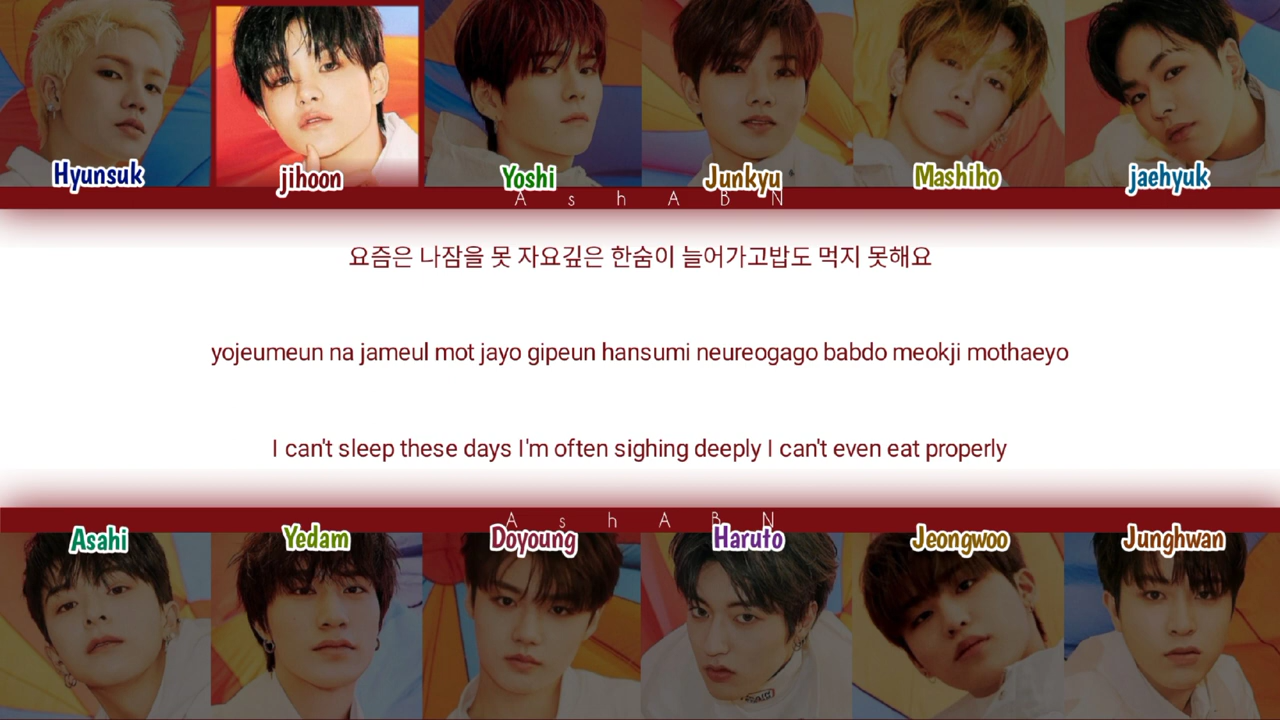 Hyunsuk jihoon Yoshi Junkyu Mashiho jaehyuk
A s h A B N
요즘은 나잠을 못 자요깊은 한숨이 늘어가고밥도 먹지 못해요
yojeumeun na jameul mot jayo gipeun hansumi neureogago babdo meokji mothaeyo
I can't sleep these days I'm often sighing deeply I can't even eat properly
A s h A B N
Asahi Yedam Doyoung Haruto Jeongwoo Junghwan